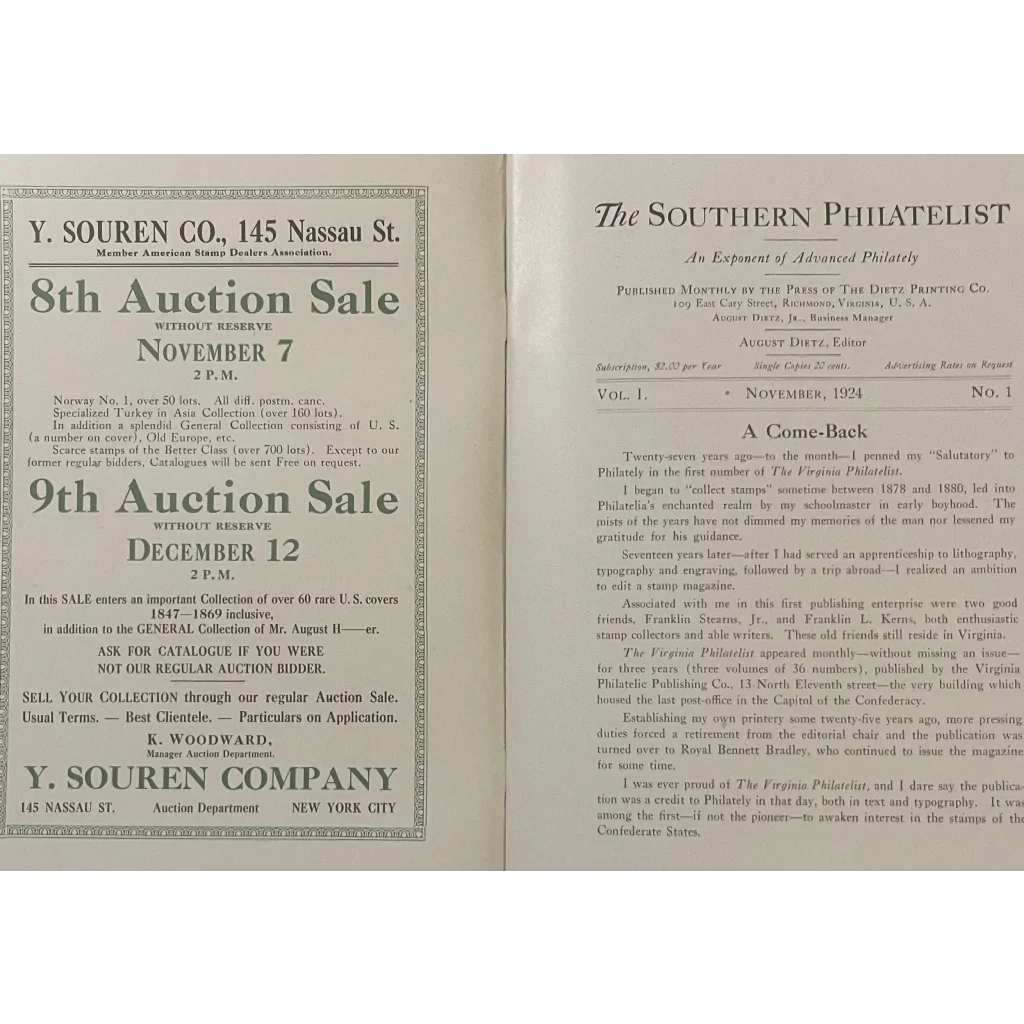 Y. SOUREN CO., 145 Nassau St.
Member American Stamp Dealers Association.
8th Auction Sale
WITHOUT RESERVE
NOVEMBER 7
2 P.M.
Norway No. 1, over 50 lots. All diff. postm. canc.
Specialized Turkey in Asia Collection (over 160 lots).
In addition a splendid General Collection consisting of U. S.
(a number on cover), Old Europe, etc.
Scarce stamps of the Better Class (over 700 lots). Except to our
former regular bidders, Catalogues will be sent Free on request.
9th Auction Sale
WITHOUT RESERVE
DECEMBER 12
2 P.M.
In this SALE enters an important Collection of over 60 rare U. S. covers
1847—1869 inclusive,
in addition to the GENERAL Collection of Mr. August H——er.
ASK FOR CATALOGUE IF YOU WERE
NOT OUR REGULAR AUCTION BIDDER.
SELL YOUR COLLECTION through our regular Auction Sale.
Usual Terms. — Best Clientele. — Particulars on Application.
K. WOODWARD,
Manager Auction Department.
Y. SOUREN COMPANY
145 NASSAU ST. Auction Department NEW YORK CITY
The SOUTHERN PHILATELIST
An Exponent of Advanced Philately
PUBLISHED MONTHLY BY THE PRESS OF THE DIETZ PRINTING CO.
109 East Cary Street, RICHMOND, VIRGINIA, U. S. A.
AUGUST DIETZ, JR., Business Manager
AUGUST DIETZ, Editor
Subscription, $2.00 per Year Single Copies 20 cents. Advertising Rates on Request
VOL. I. NOVEMBER, 1924 No. 1
A Come-Back
Twenty-seven years ago—to the month—I penned my "Salutatory" to
Philately in the first number of The Virginia Philatelist.
I began to "collect stamps" sometime between 1878 and 1880, led into
Philatelia's enchanted realm by my schoolmaster in early boyhood. The
mists of the years have not dimmed my memories of the man nor lessened my
gratitude for his guidance.
Seventeen years later—after I had served an apprenticeship to lithography,
typography and engraving, followed by a trip abroad—I realized an ambition
to edit a stamp magazine.
Associated with me in this first publishing enterprise were two good
friends, Franklin Stearns, Jr., and Franklin L. Kerns, both enthusiastic
stamp collectors and able writers. These old friends still reside in Virginia.
The Virginia Philatelist appeared monthly—without missing an issue—
for three years (three volumes of 36 numbers), published by the Virginia
Philatelic Publishing Co., 13 North Eleventh street—the very building which
housed the last post-office in the Capitol of the Confederacy.
Establishing my own printery some twenty-five years ago, more pressing
duties forced a retirement from the editorial chair and the publication was
turned over to Royal Bennett Bradley, who continued to issue the magazine
for some time.
I was ever proud of The Virginia Philatelist, and I dare say the publica-
tion was a credit to Philately in that day, both in text and typography. It was
among the first—if not the pioneer—to awaken interest in the stamps of the
Confederate States.